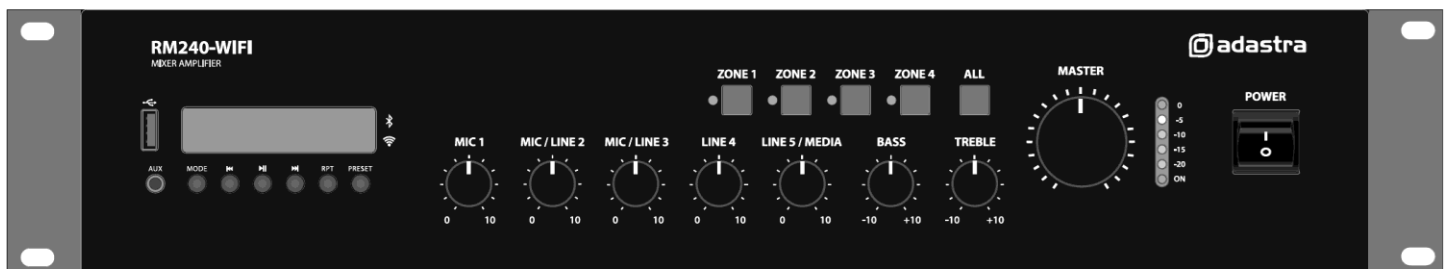 RM240-WIFI
MIXER AMPLIFIER
adastra
ZONE 1 ZONE 2 ZONE 3 ZONE 4 ALL
MASTER
POWER
0
-5
-10
-15
-20
ON
I
O
MIC 1 MIC / LINE 2 MIC / LINE 3 LINE 4 LINE 5 / MEDIA BASS TREBLE
AUX MODE RPT PRESET
0 10 0 10 0 10 0 10 0 10 -10 +10 -10 +10